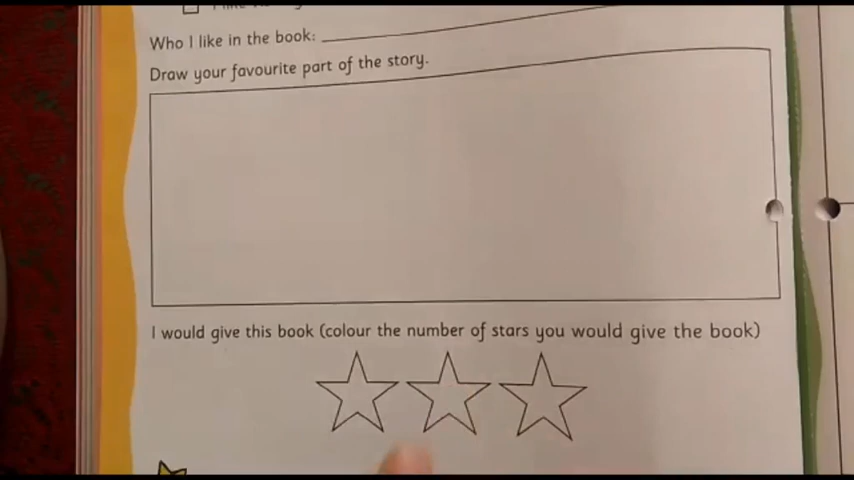 Who I like in the book:
Draw your favourite part of the story.
I would give this book (colour the number of stars you would give the book)